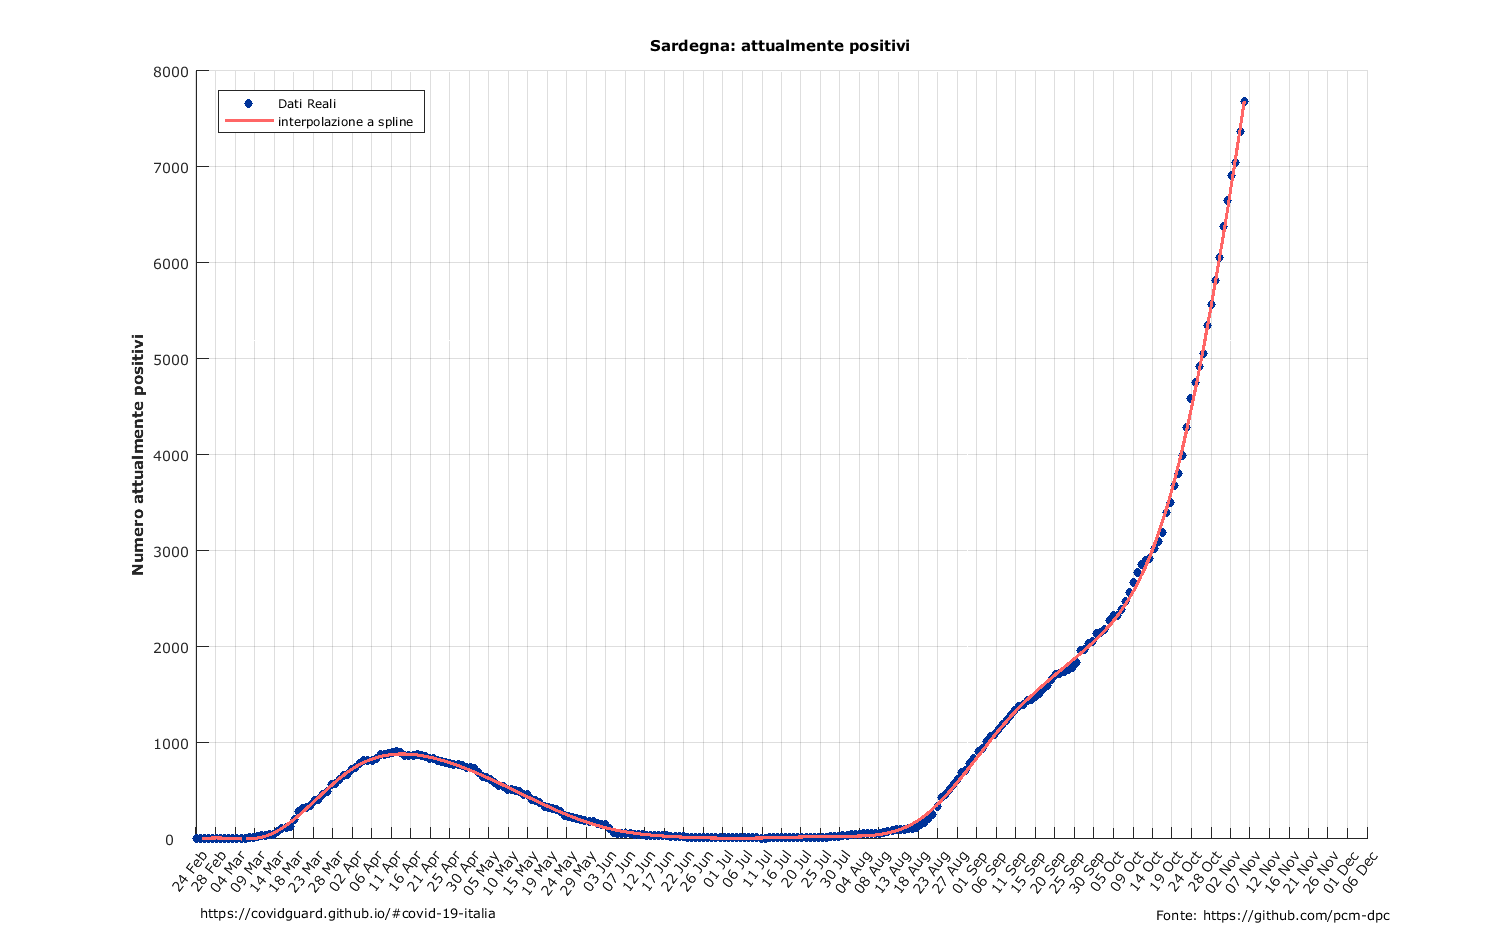 Sardegna: attualmente positivi
Dati Reali
interpolazione a spline
Numero attualmente positivi
8000
7000
6000
5000
4000
3000
2000
1000
0
24 Feb
28 Feb
04 Mar
09 Mar
14 Mar
18 Mar
23 Mar
28 Mar
02 Apr
06 Apr
11 Apr
16 Apr
21 Apr
25 Apr
30 Apr
05 May
10 May
15 May
19 May
24 May
29 May
03 Jun
07 Jun
12 Jun
17 Jun
22 Jun
26 Jun
01 Jul
06 Jul
11 Jul
16 Jul
20 Jul
25 Jul
30 Jul
04 Aug
08 Aug
13 Aug
18 Aug
23 Aug
27 Aug
01 Sep
06 Sep
11 Sep
15 Sep
20 Sep
25 Sep
30 Sep
05 Oct
09 Oct
14 Oct
19 Oct
24 Oct
28 Oct
02 Nov
07 Nov
12 Nov
16 Nov
21 Nov
26 Nov
01 Dec
06 Dec
https://covidguard.github.io/#covid-19-italia
Fonte: https://github.com/pcm-dpc